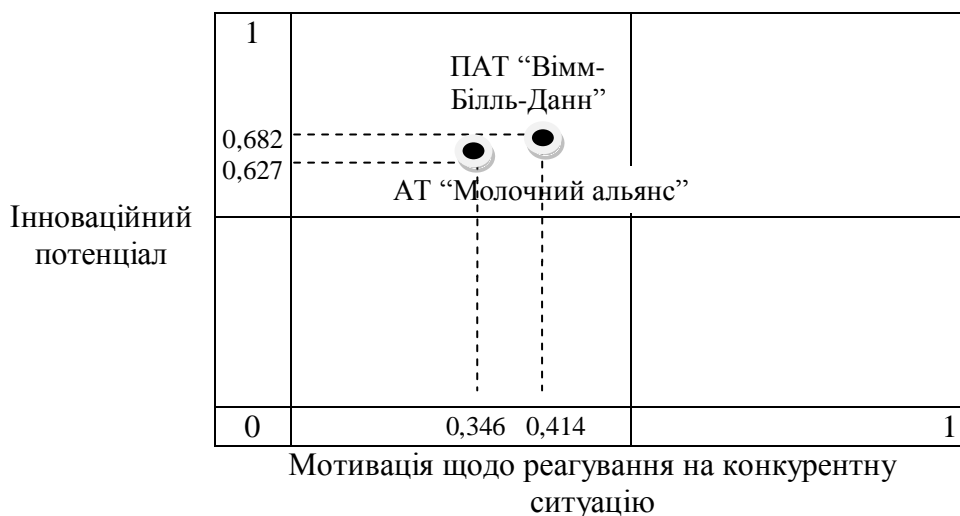 1
ПАТ “Вімм-
Білль-Данн”
0,682
0,627
АТ “Молочний альянс”
Інноваційний
потенціал
0
0,346
0,414
1
Мотивація щодо реагування на конкурентну
ситуацію